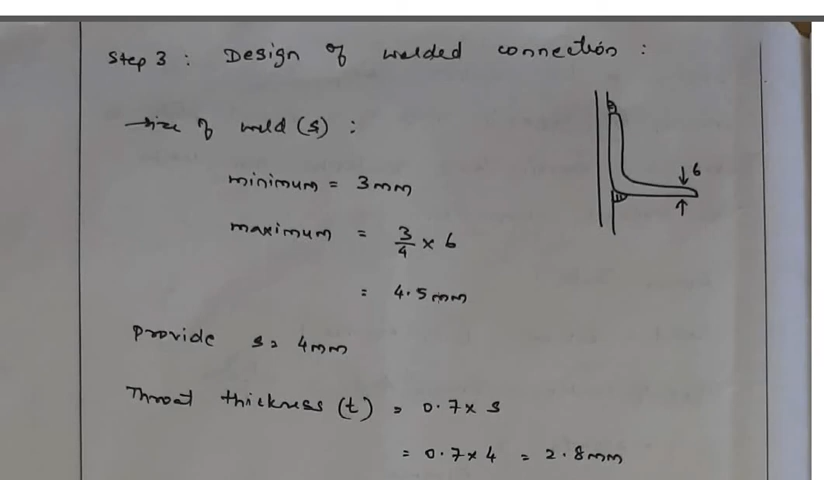 Step 3 : Design of welded connection :
size of weld (s) :
minimum = 3mm
maximum = 3/4 × 6
= 4.5mm
6
Provide s = 4mm
Throat thickness (t) = 0.7 × s
= 0.7 × 4 = 2.8mm